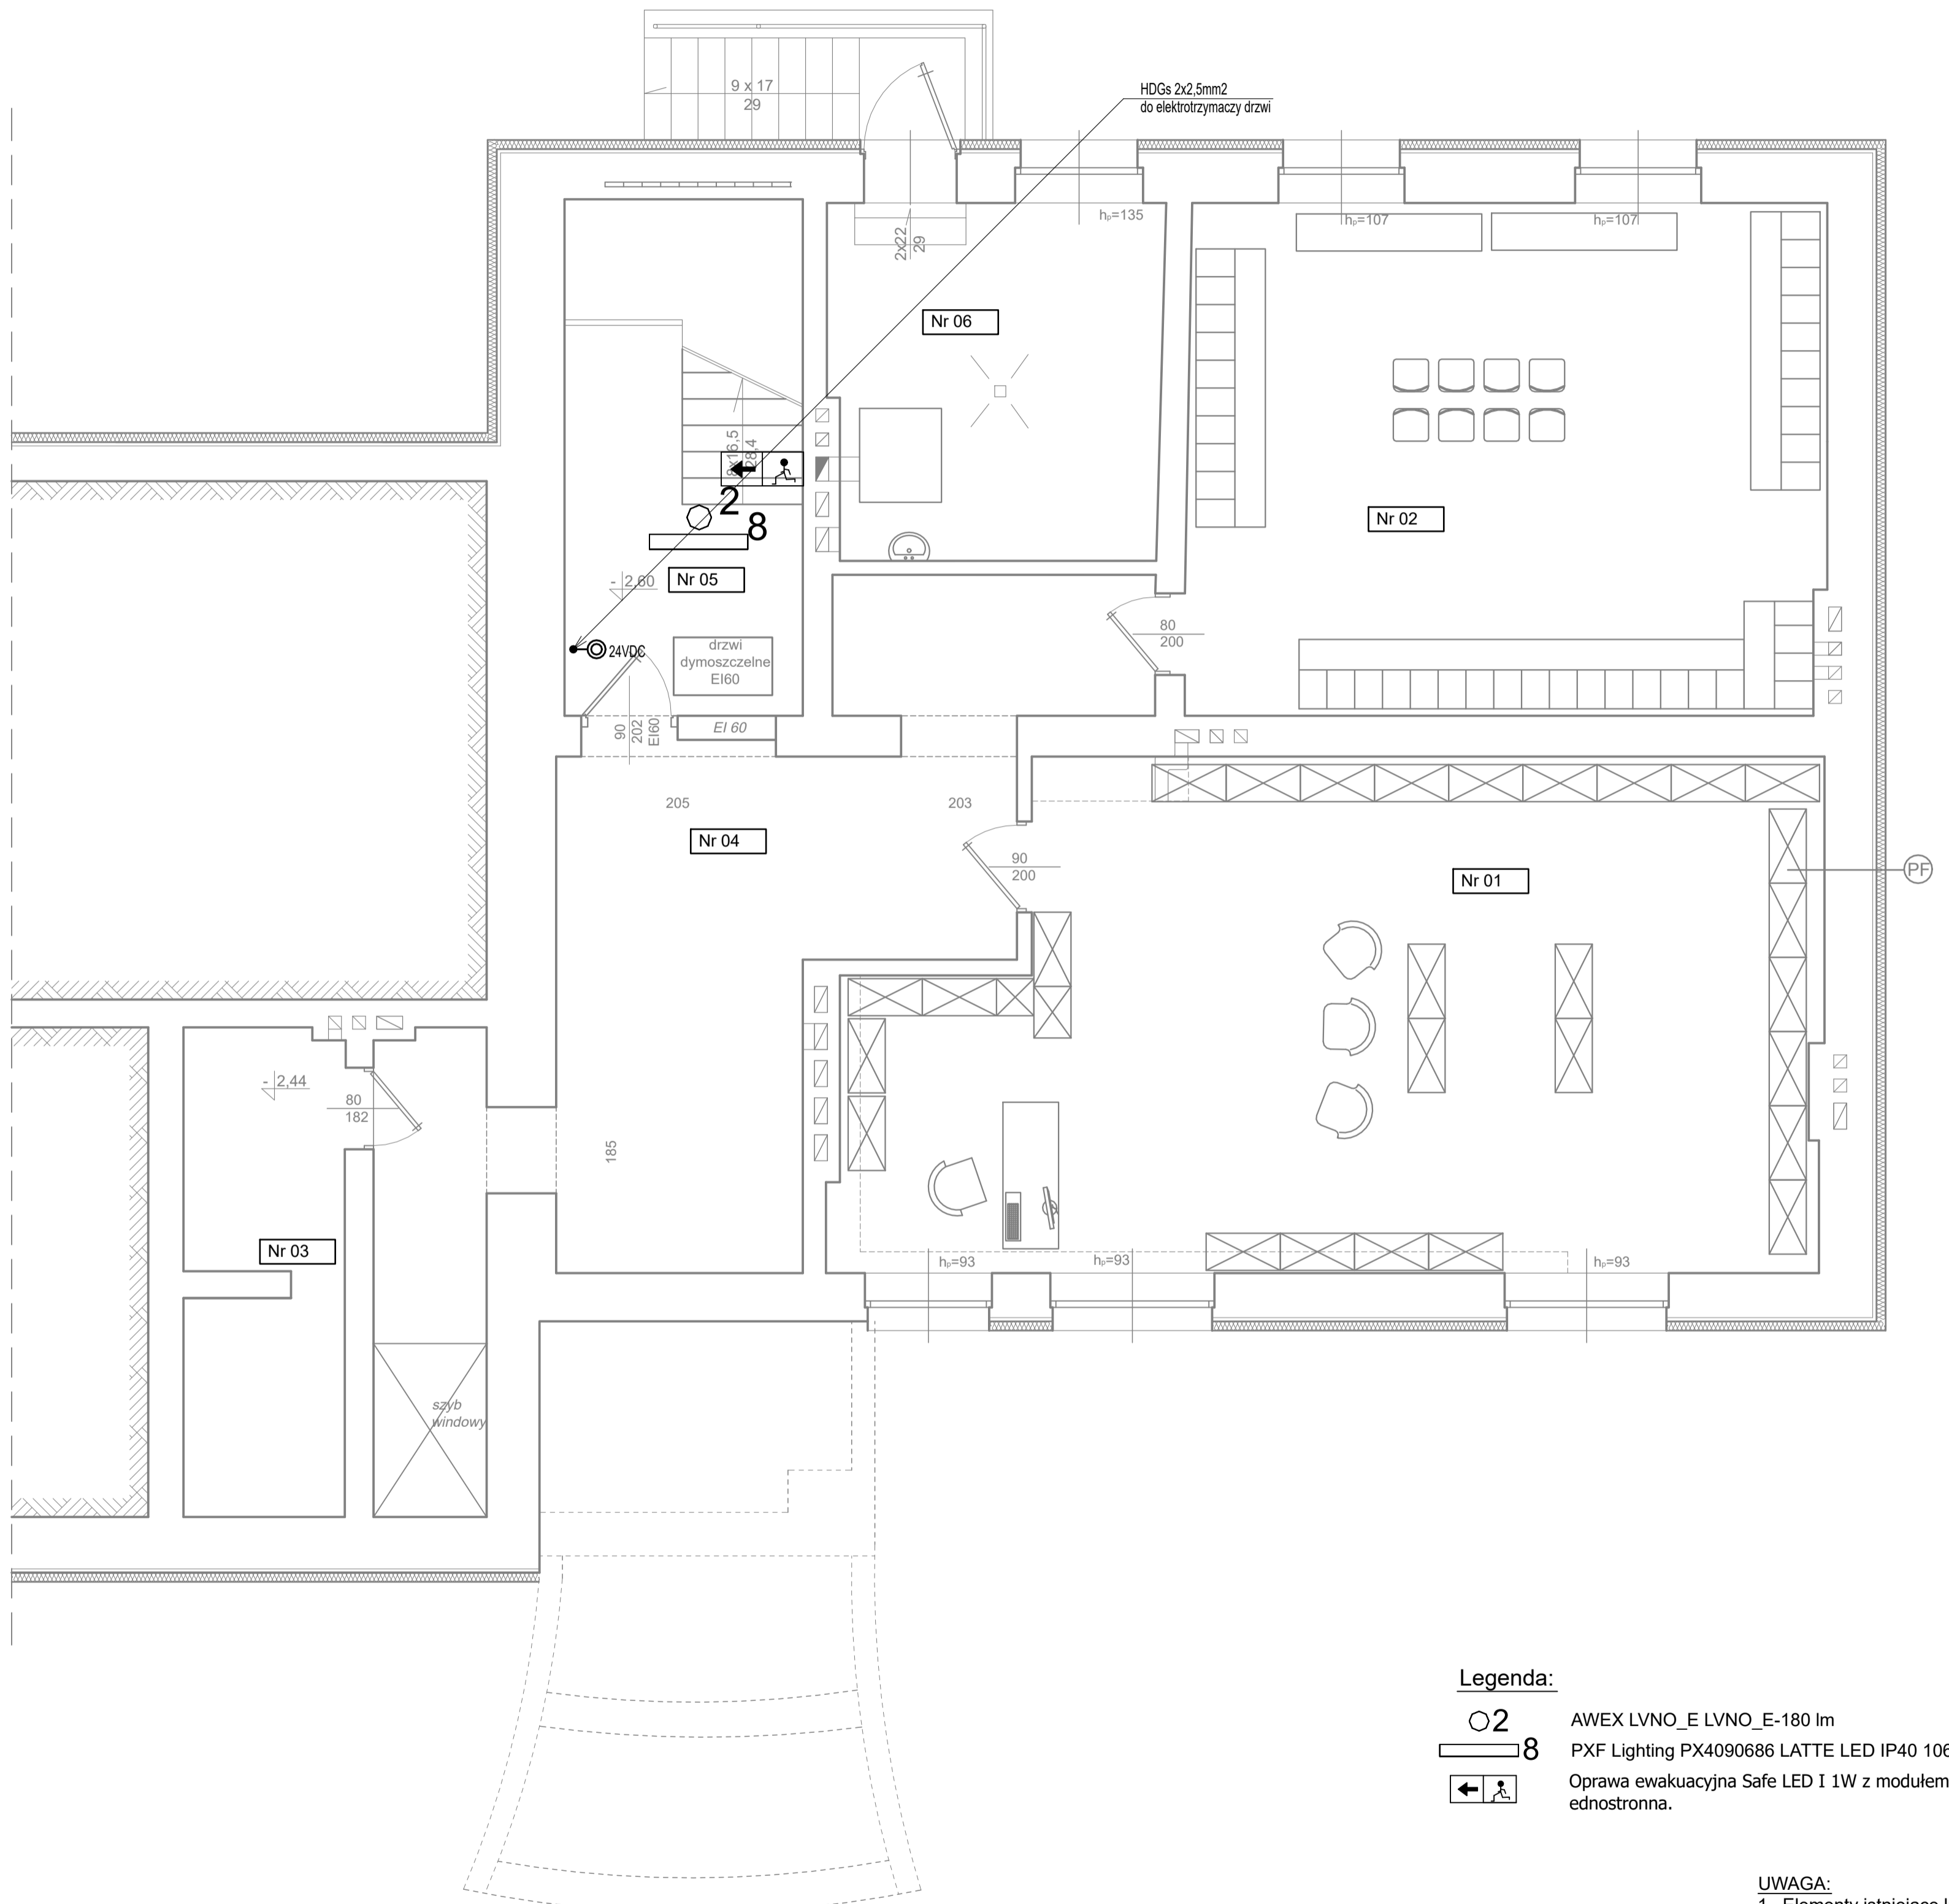 9 x 17
29
HDGs 2x2,5mm2
do elektrotrzymaczy drzwi
hp=135
hp=107
hp=107
2x22
29
Nr 06
Nr 02
28,4
2
8
Nr 05
- 2,60
24VDC
drzwi
dymoszczelne
EI60
80
200
90
202
EI60
EI 60
205
203
Nr 04
90
200
Nr 01
PF
- 2,44
80
182
185
Nr 03
hp=93
hp=93
hp=93
szyb
windowy
Legenda:
2 AWEX LVNO_E LVNO_E-180 lm
8 PXF Lighting PX4090686 LATTE LED IP40 106
Oprawa ewakuacyjna Safe LED I 1W z modułem
ednostronna.
UWAGA: